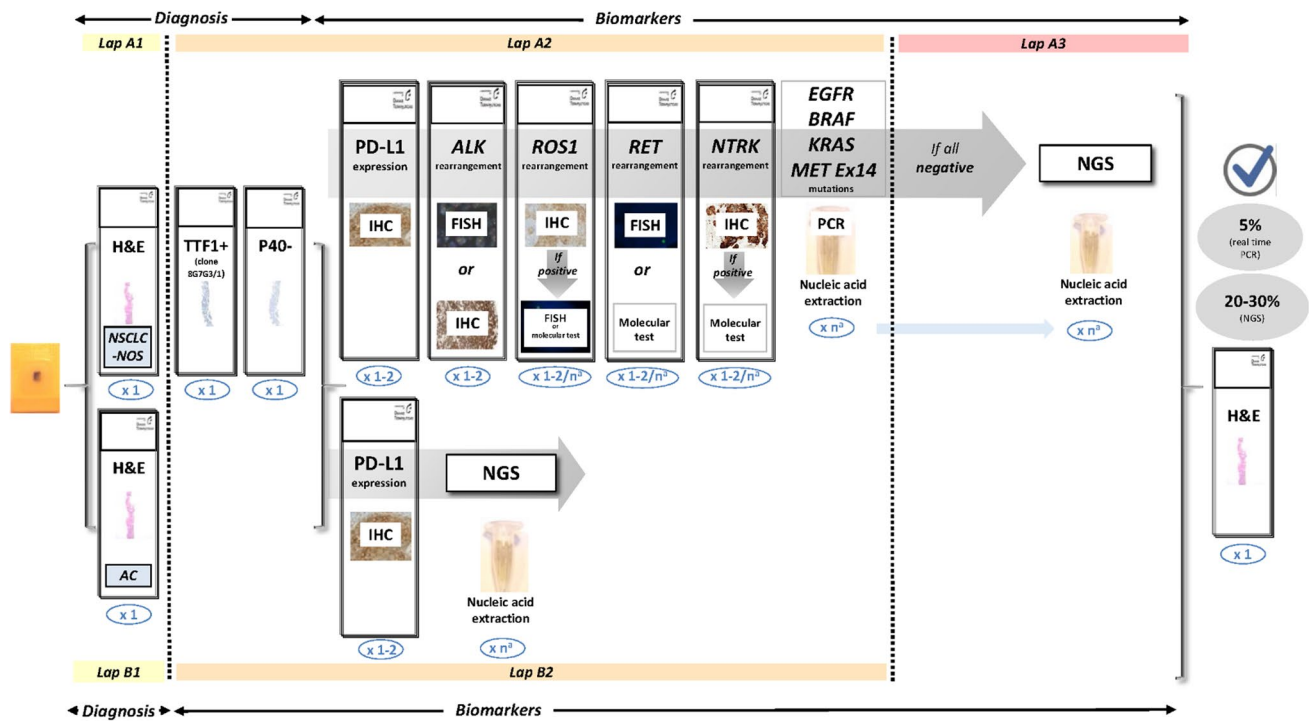 Diagnosis
Biomarkers
Lap A1
Lap A2
Lap A3
H&E
NSCLC
-NOS
x 1
H&E
AC
x 1
TTF1+
(clone
8G7G3/1)
x 1
P40-
x 1
PD-L1
expression
IHC
x 1-2
ALK
rearrangement
FISH
or
IHC
x 1-2
ROS1
rearrangement
IHC
If
positive
FISH
or
molecular test
x 1-2/nª
RET
rearrangement
FISH
or
Molecular
test
x 1-2/nª
NTRK
rearrangement
IHC
If
positive
Molecular
test
x 1-2/nª
EGFR
BRAF
KRAS
MET Ex14
mutations
PCR
Nucleic acid
extraction
x nª
If all
negative
NGS
Nucleic acid
extraction
x nª
PD-L1
expression
IHC
x 1-2
NGS
Nucleic acid
extraction
x nª
5%
(real time
PCR)
20-30%
(NGS)
H&E
x 1
Lap B1
Lap B2
Diagnosis
Biomarkers